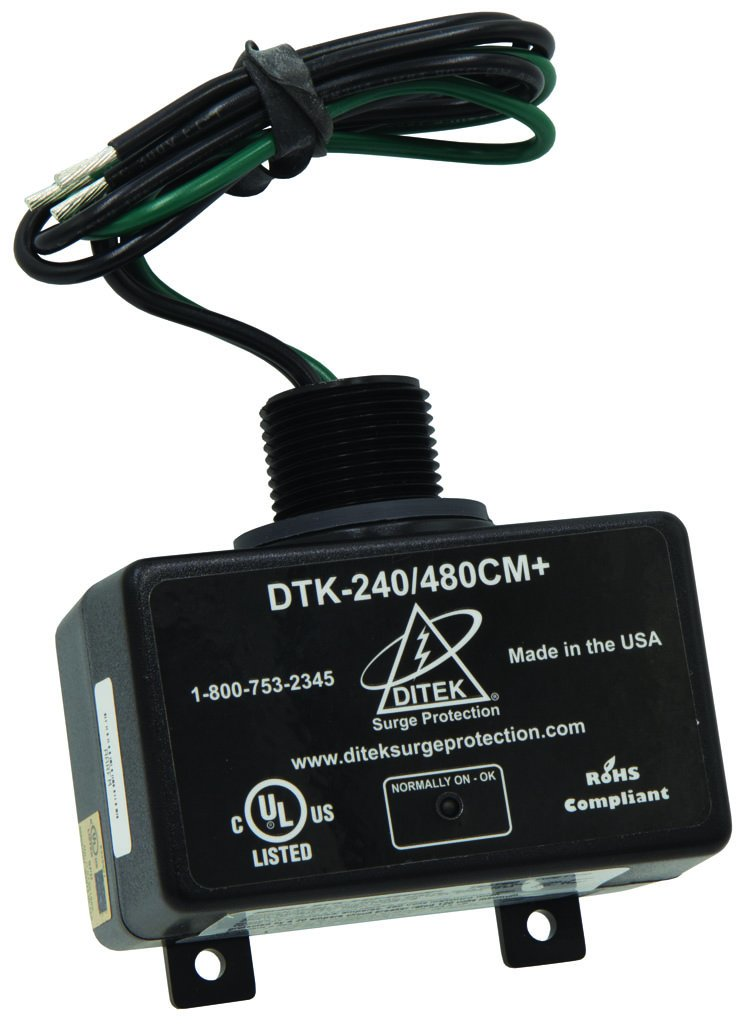 DTK-240/480CM+
1-800-753-2345
DITEK®
Surge Protection
Made in the USA
www.diteksurgeprotection.com
C UL® US
LISTED
NORMALLY ON - OK
RoHS
Compliant